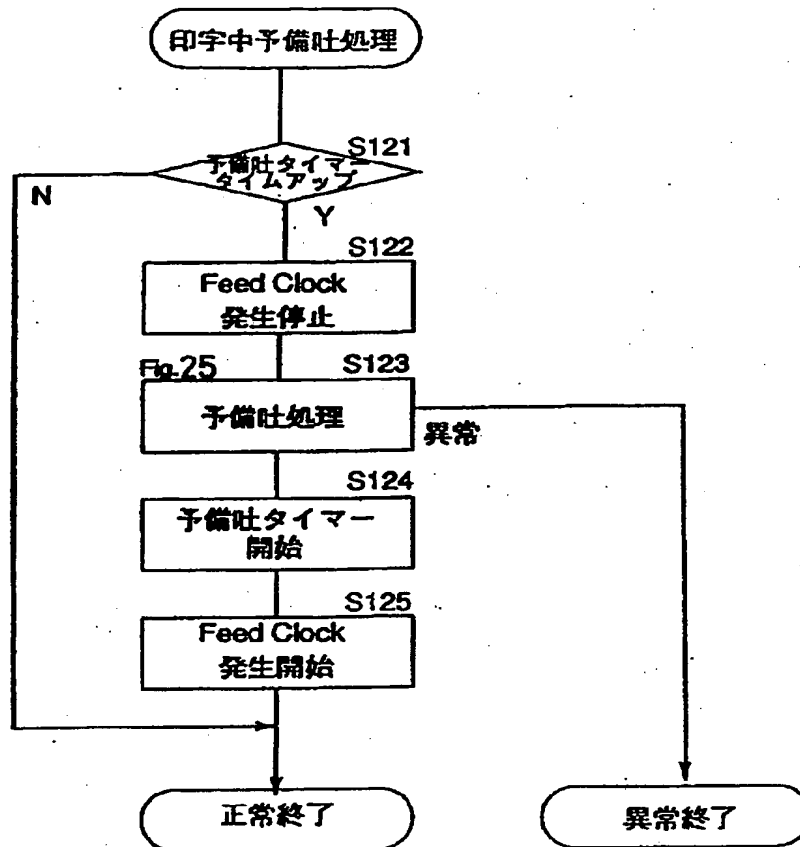 印字中予備吐処理
S121
予備吐タイマー
タイムアップ
N
Y
S122
Feed Clock
発生停止
Fig.25
S123
予備吐処理
異常
S124
予備吐タイマー
開始
S125
Feed Clock
発生開始
正常終了
異常終了